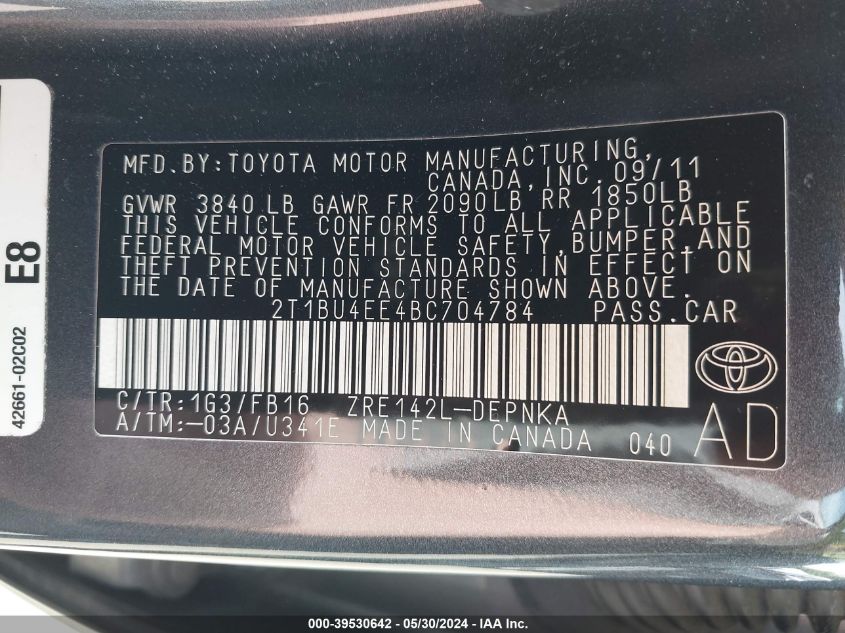 MFD.BY:TOYOTA MOTOR MANUFACTURING,
CANADA,INC. 09/11
GVWR 3840 LB GAWR FR 2090LB RR 1850LB
THIS VEHICLE CONFORMS TO ALL APPLICABLE
FEDERAL MOTOR VEHICLE SAFETY,BUMPER,AND
THEFT PREVENTION STANDARDS IN EFFECT ON
THE DATE OF MANUFACTURE SHOWN ABOVE.
2T1BU4EE4BC704784 PASS.CAR
C/TR:1G3/FB16 ZRE142L-DEPNKA
A/TM:-03A/U341E MADE IN CANADA 040
AD
E8
42661-02C02
000-39530642 - 05/30/2024 - IAA Inc.